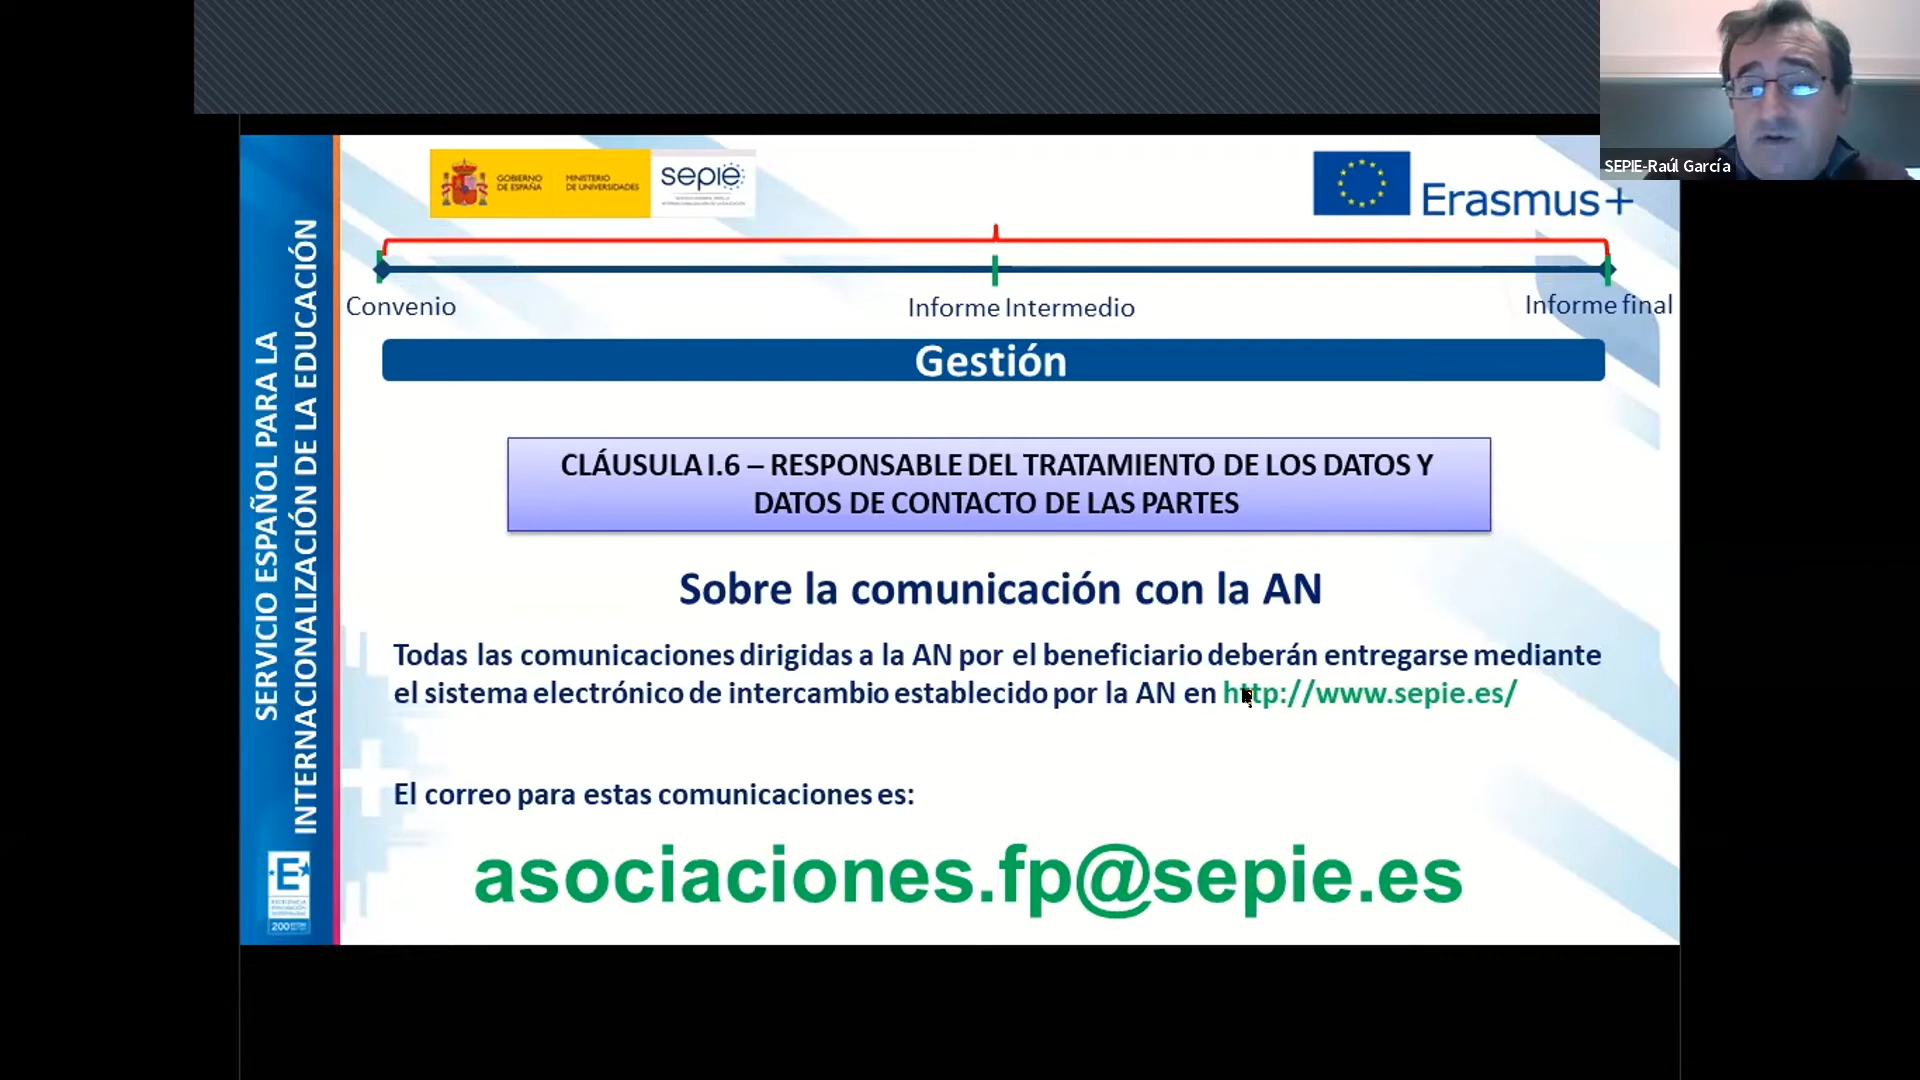 SEPIE-Raúl García
GOBIERNO
DE ESPAÑA
MINISTERIO
DE UNIVERSIDADES
sepie
Erasmus+
Convenio
Informe Intermedio
Informe final
Gestión
SERVICIO ESPAÑOL PARA LA
INTERNACIONALIZACIÓN DE LA EDUCACIÓN
CLÁUSULA I.6 – RESPONSABLE DEL TRATAMIENTO DE LOS DATOS Y
DATOS DE CONTACTO DE LAS PARTES
Sobre la comunicación con la AN
Todas las comunicaciones dirigidas a la AN por el beneficiario deberán entregarse mediante
el sistema electrónico de intercambio establecido por la AN en http://www.sepie.es/
El correo para estas comunicaciones es:
asociaciones.fp@sepie.es
E